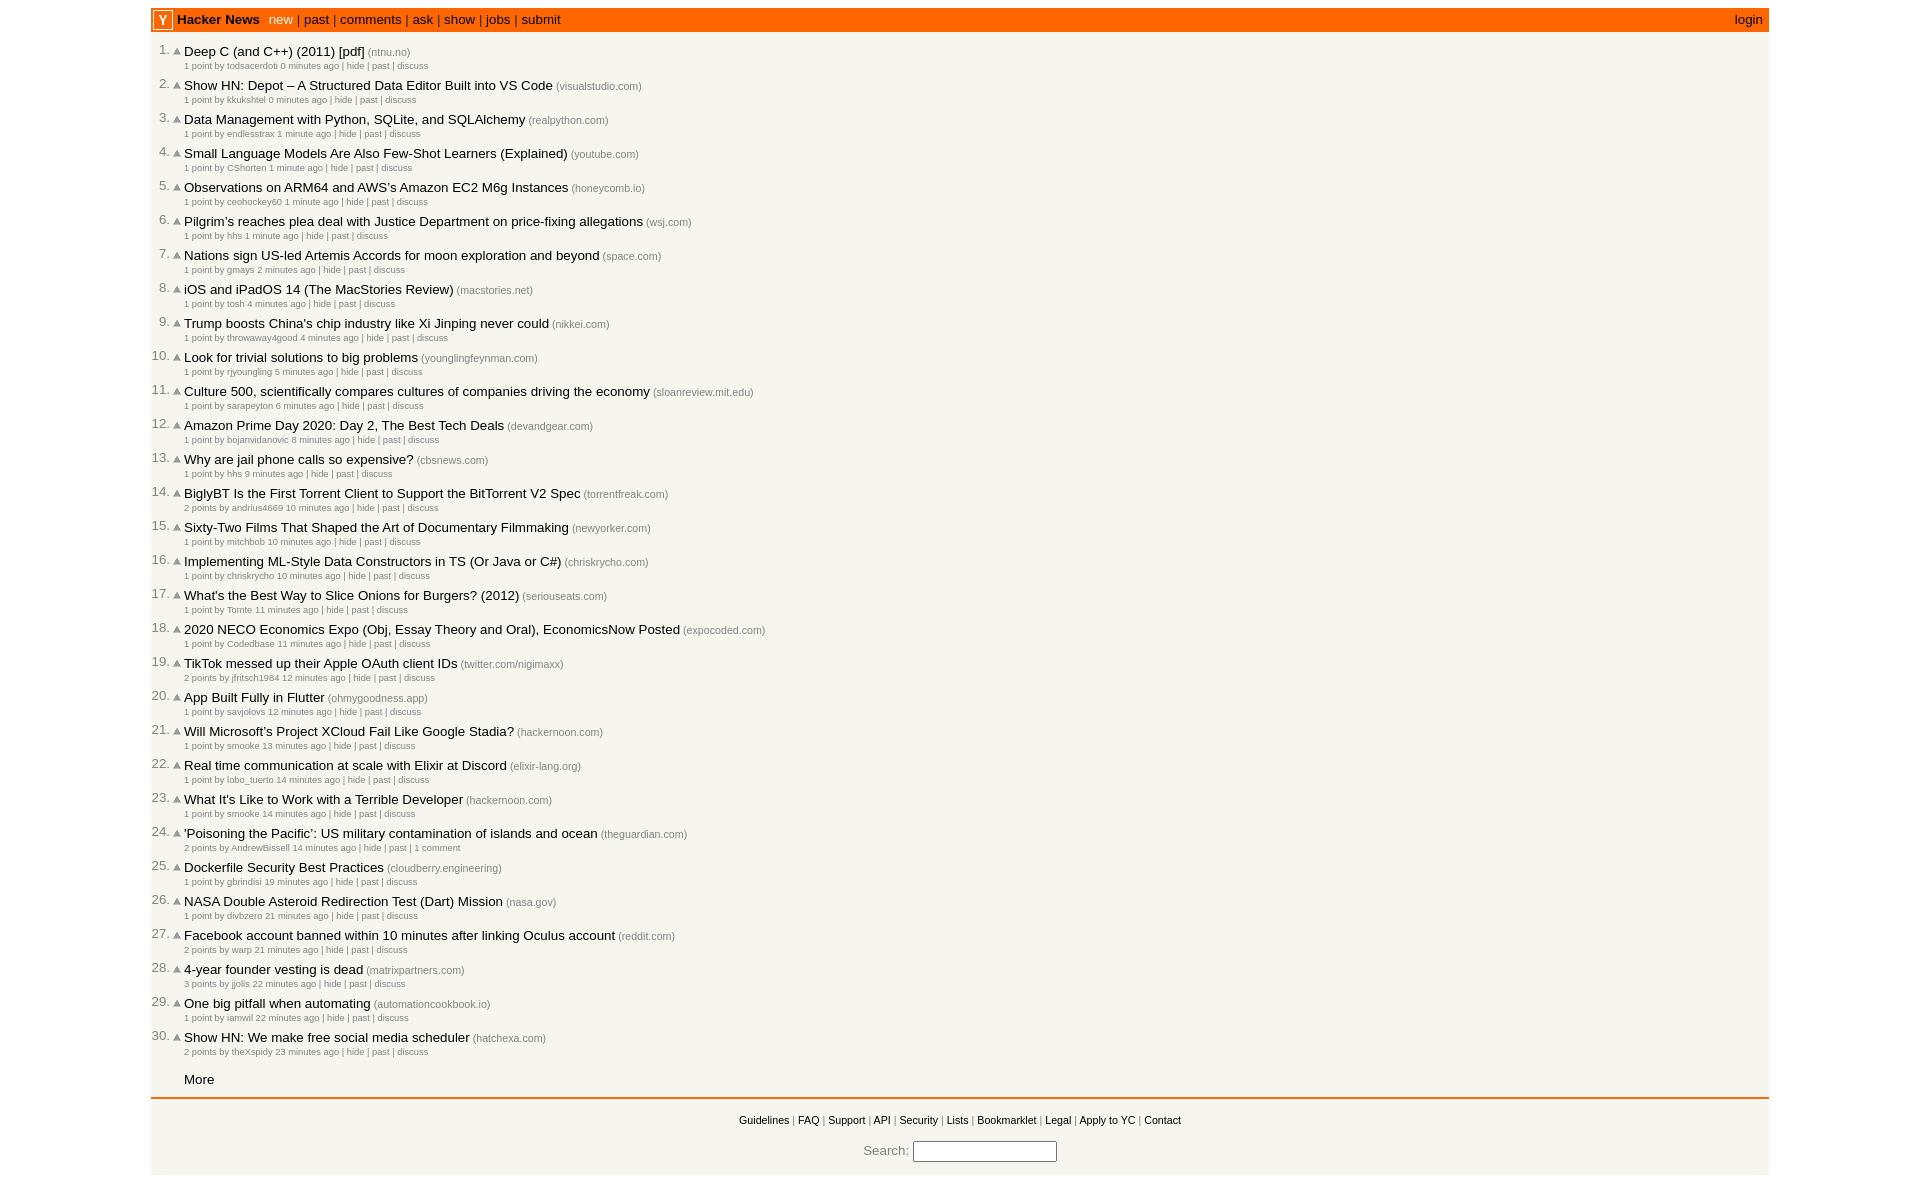 Y Hacker News new | past | comments | ask | show | jobs | submit login
1. Deep C (and C++) (2011) [pdf] (ntnu.no)
1 point by todsacerdoti 0 minutes ago | hide | past | discuss
2. Show HN: Depot – A Structured Data Editor Built into VS Code (visualstudio.com)
1 point by kkukshtel 0 minutes ago | hide | past | discuss
3. Data Management with Python, SQLite, and SQLAlchemy (realpython.com)
1 point by endlesstrax 1 minute ago | hide | past | discuss
4. Small Language Models Are Also Few-Shot Learners (Explained) (youtube.com)
1 point by CShorten 1 minute ago | hide | past | discuss
5. Observations on ARM64 and AWS's Amazon EC2 M6g Instances (honeycomb.io)
1 point by ceohockey60 1 minute ago | hide | past | discuss
6. Pilgrim's reaches plea deal with Justice Department on price-fixing allegations (wsj.com)
1 point by hhs 1 minute ago | hide | past | discuss
7. Nations sign US-led Artemis Accords for moon exploration and beyond (space.com)
1 point by gmays 2 minutes ago | hide | past | discuss
8. iOS and iPadOS 14 (The MacStories Review) (macstories.net)
1 point by tosh 4 minutes ago | hide | past | discuss
9. Trump boosts China's chip industry like Xi Jinping never could (nikkei.com)
1 point by throwaway4good 4 minutes ago | hide | past | discuss
10. Look for trivial solutions to big problems (younglingfeynman.com)
1 point by rjyoungling 5 minutes ago | hide | past | discuss
11. Culture 500, scientifically compares cultures of companies driving the economy (sloanreview.mit.edu)
1 point by sarapeyton 6 minutes ago | hide | past | discuss
12. Amazon Prime Day 2020: Day 2, The Best Tech Deals (devandgear.com)
1 point by bojanvidanovic 8 minutes ago | hide | past | discuss
13. Why are jail phone calls so expensive? (cbsnews.com)
1 point by hhs 9 minutes ago | hide | past | discuss
14. BiglyBT Is the First Torrent Client to Support the BitTorrent V2 Spec (torrentfreak.com)
2 points by andrius4669 10 minutes ago | hide | past | discuss
15. Sixty-Two Films That Shaped the Art of Documentary Filmmaking (newyorker.com)
1 point by mitchbob 10 minutes ago | hide | past | discuss
16. Implementing ML-Style Data Constructors in TS (Or Java or C#) (chriskrycho.com)
1 point by chriskrycho 10 minutes ago | hide | past | discuss
17. What's the Best Way to Slice Onions for Burgers? (2012) (seriouseats.com)
1 point by Tomte 11 minutes ago | hide | past | discuss
18. 2020 NECO Economics Expo (Obj, Essay Theory and Oral), EconomicsNow Posted (expocoded.com)
1 point by Codedbase 11 minutes ago | hide | past | discuss
19. TikTok messed up their Apple OAuth client IDs (twitter.com/nigimaxx)
2 points by jfritsch1984 12 minutes ago | hide | past | discuss
20. App Built Fully in Flutter (ohmygoodness.app)
1 point by savjolovs 12 minutes ago | hide | past | discuss
21. Will Microsoft's Project XCloud Fail Like Google Stadia? (hackernoon.com)
1 point by smooke 13 minutes ago | hide | past | discuss
22. Real time communication at scale with Elixir at Discord (elixir-lang.org)
1 point by lobo_tuerto 14 minutes ago | hide | past | discuss
23. What It's Like to Work with a Terrible Developer (hackernoon.com)
1 point by smooke 14 minutes ago | hide | past | discuss
24. 'Poisoning the Pacific': US military contamination of islands and ocean (theguardian.com)
2 points by AndrewBissell 14 minutes ago | hide | past | 1 comment
25. Dockerfile Security Best Practices (cloudberry.engineering)
1 point by gbrindisi 19 minutes ago | hide | past | discuss
26. NASA Double Asteroid Redirection Test (Dart) Mission (nasa.gov)
1 point by divbzero 21 minutes ago | hide | past | discuss
27. Facebook account banned within 10 minutes after linking Oculus account (reddit.com)
2 points by warp 21 minutes ago | hide | past | discuss
28. 4-year founder vesting is dead (matrixpartners.com)
3 points by jjolis 22 minutes ago | hide | past | discuss
29. One big pitfall when automating (automationcookbook.io)
1 point by iamwil 22 minutes ago | hide | past | discuss
30. Show HN: We make free social media scheduler (hatchexa.com)
2 points by theXspidy 23 minutes ago | hide | past | discuss
More
Guidelines | FAQ | Support | API | Security | Lists | Bookmarklet | Legal | Apply to YC | Contact
Search: